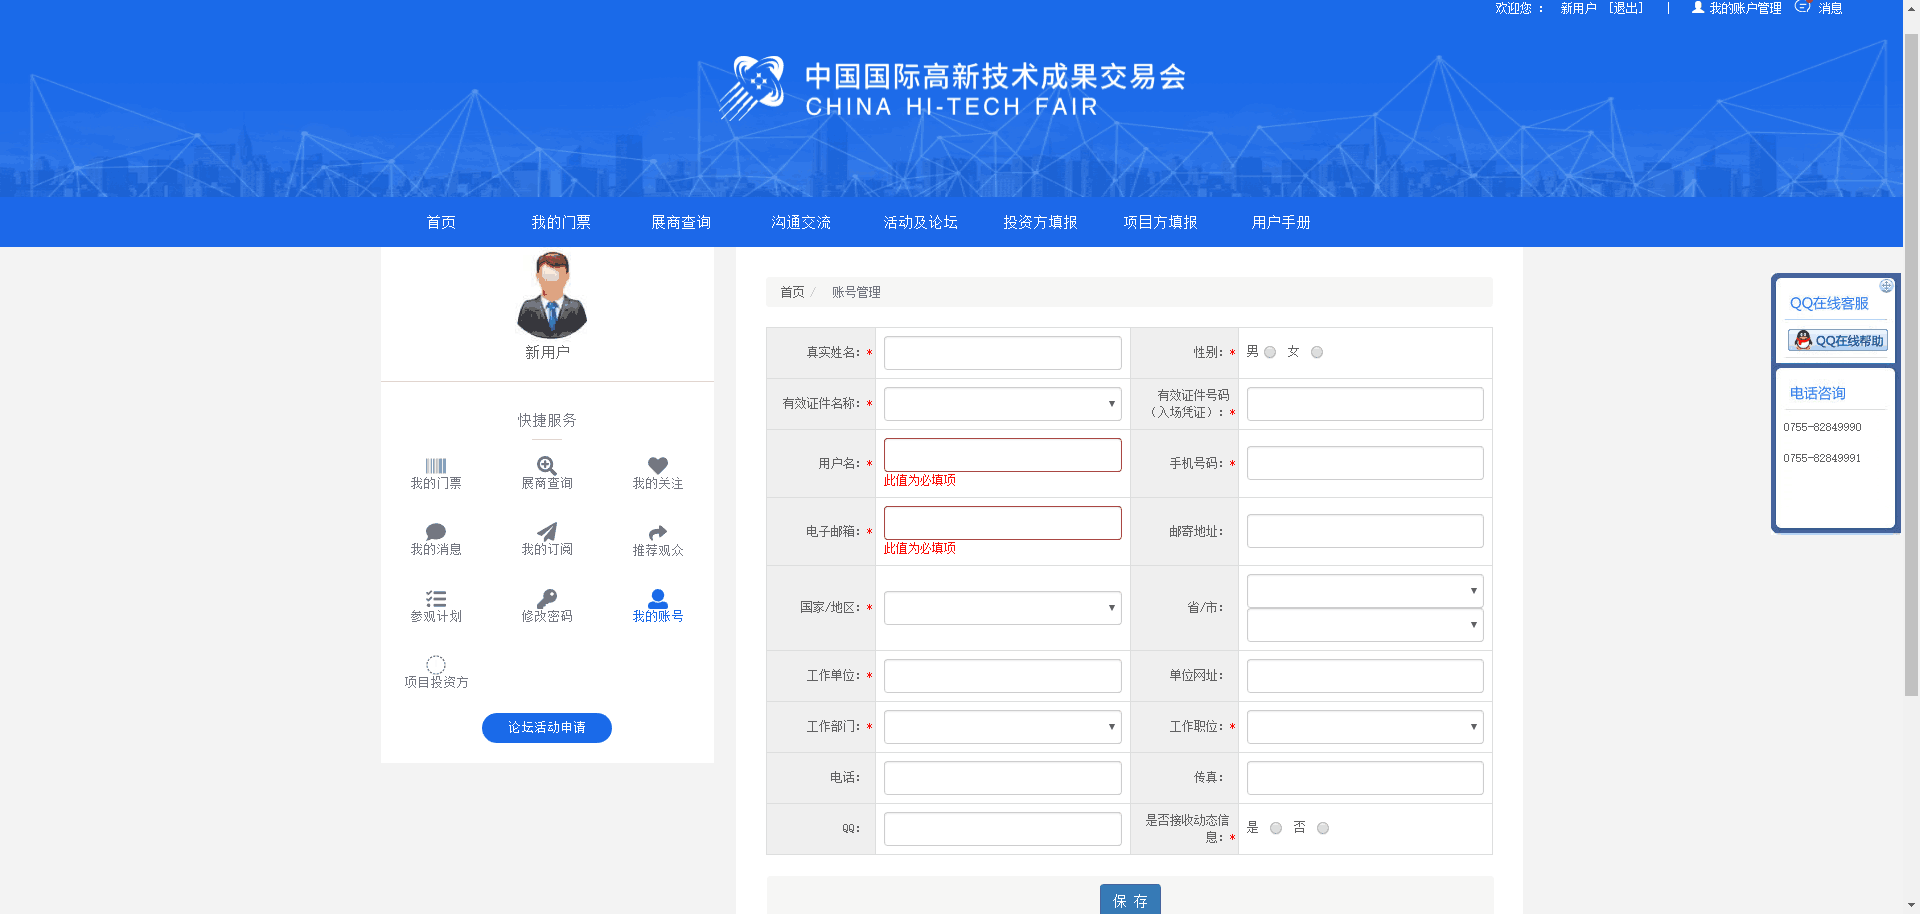 欢迎您： 新用户 [退出] | 我的账户管理 消息
中国国际高新技术成果交易会
CHINA HI-TECH FAIR
首页 我的门票 展商查询 沟通交流 活动及论坛 投资方填报 项目方填报 用户手册
新用户
快捷服务
我的门票 展商查询 我的关注
我的消息 我的订阅 推荐观众
参观计划 修改密码 我的账号
项目投资方
论坛活动申请
首页 / 账号管理
真实姓名：* 性别：* 男 女
有效证件名称：* 有效证件号码
（入场凭证）：*
用户名：* 手机号码：*
此值为必填项
电子邮箱：* 邮寄地址：
此值为必填项
国家/地区：* 省/市：
工作单位：* 单位网址：
工作部门：* 工作职位：*
电话： 传真：
QQ： 是否接收动态信
息：* 是 否
保 存
QQ在线客服
QQ在线帮助
电话咨询
0755-82849990
0755-82849991